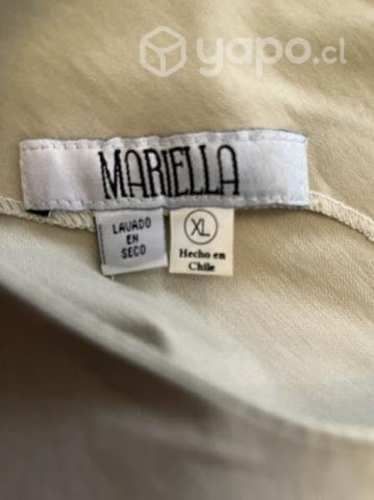 yapo.cl
MARIELLA
LAVADO
EN
SECO
XL
Hecho en
Chile